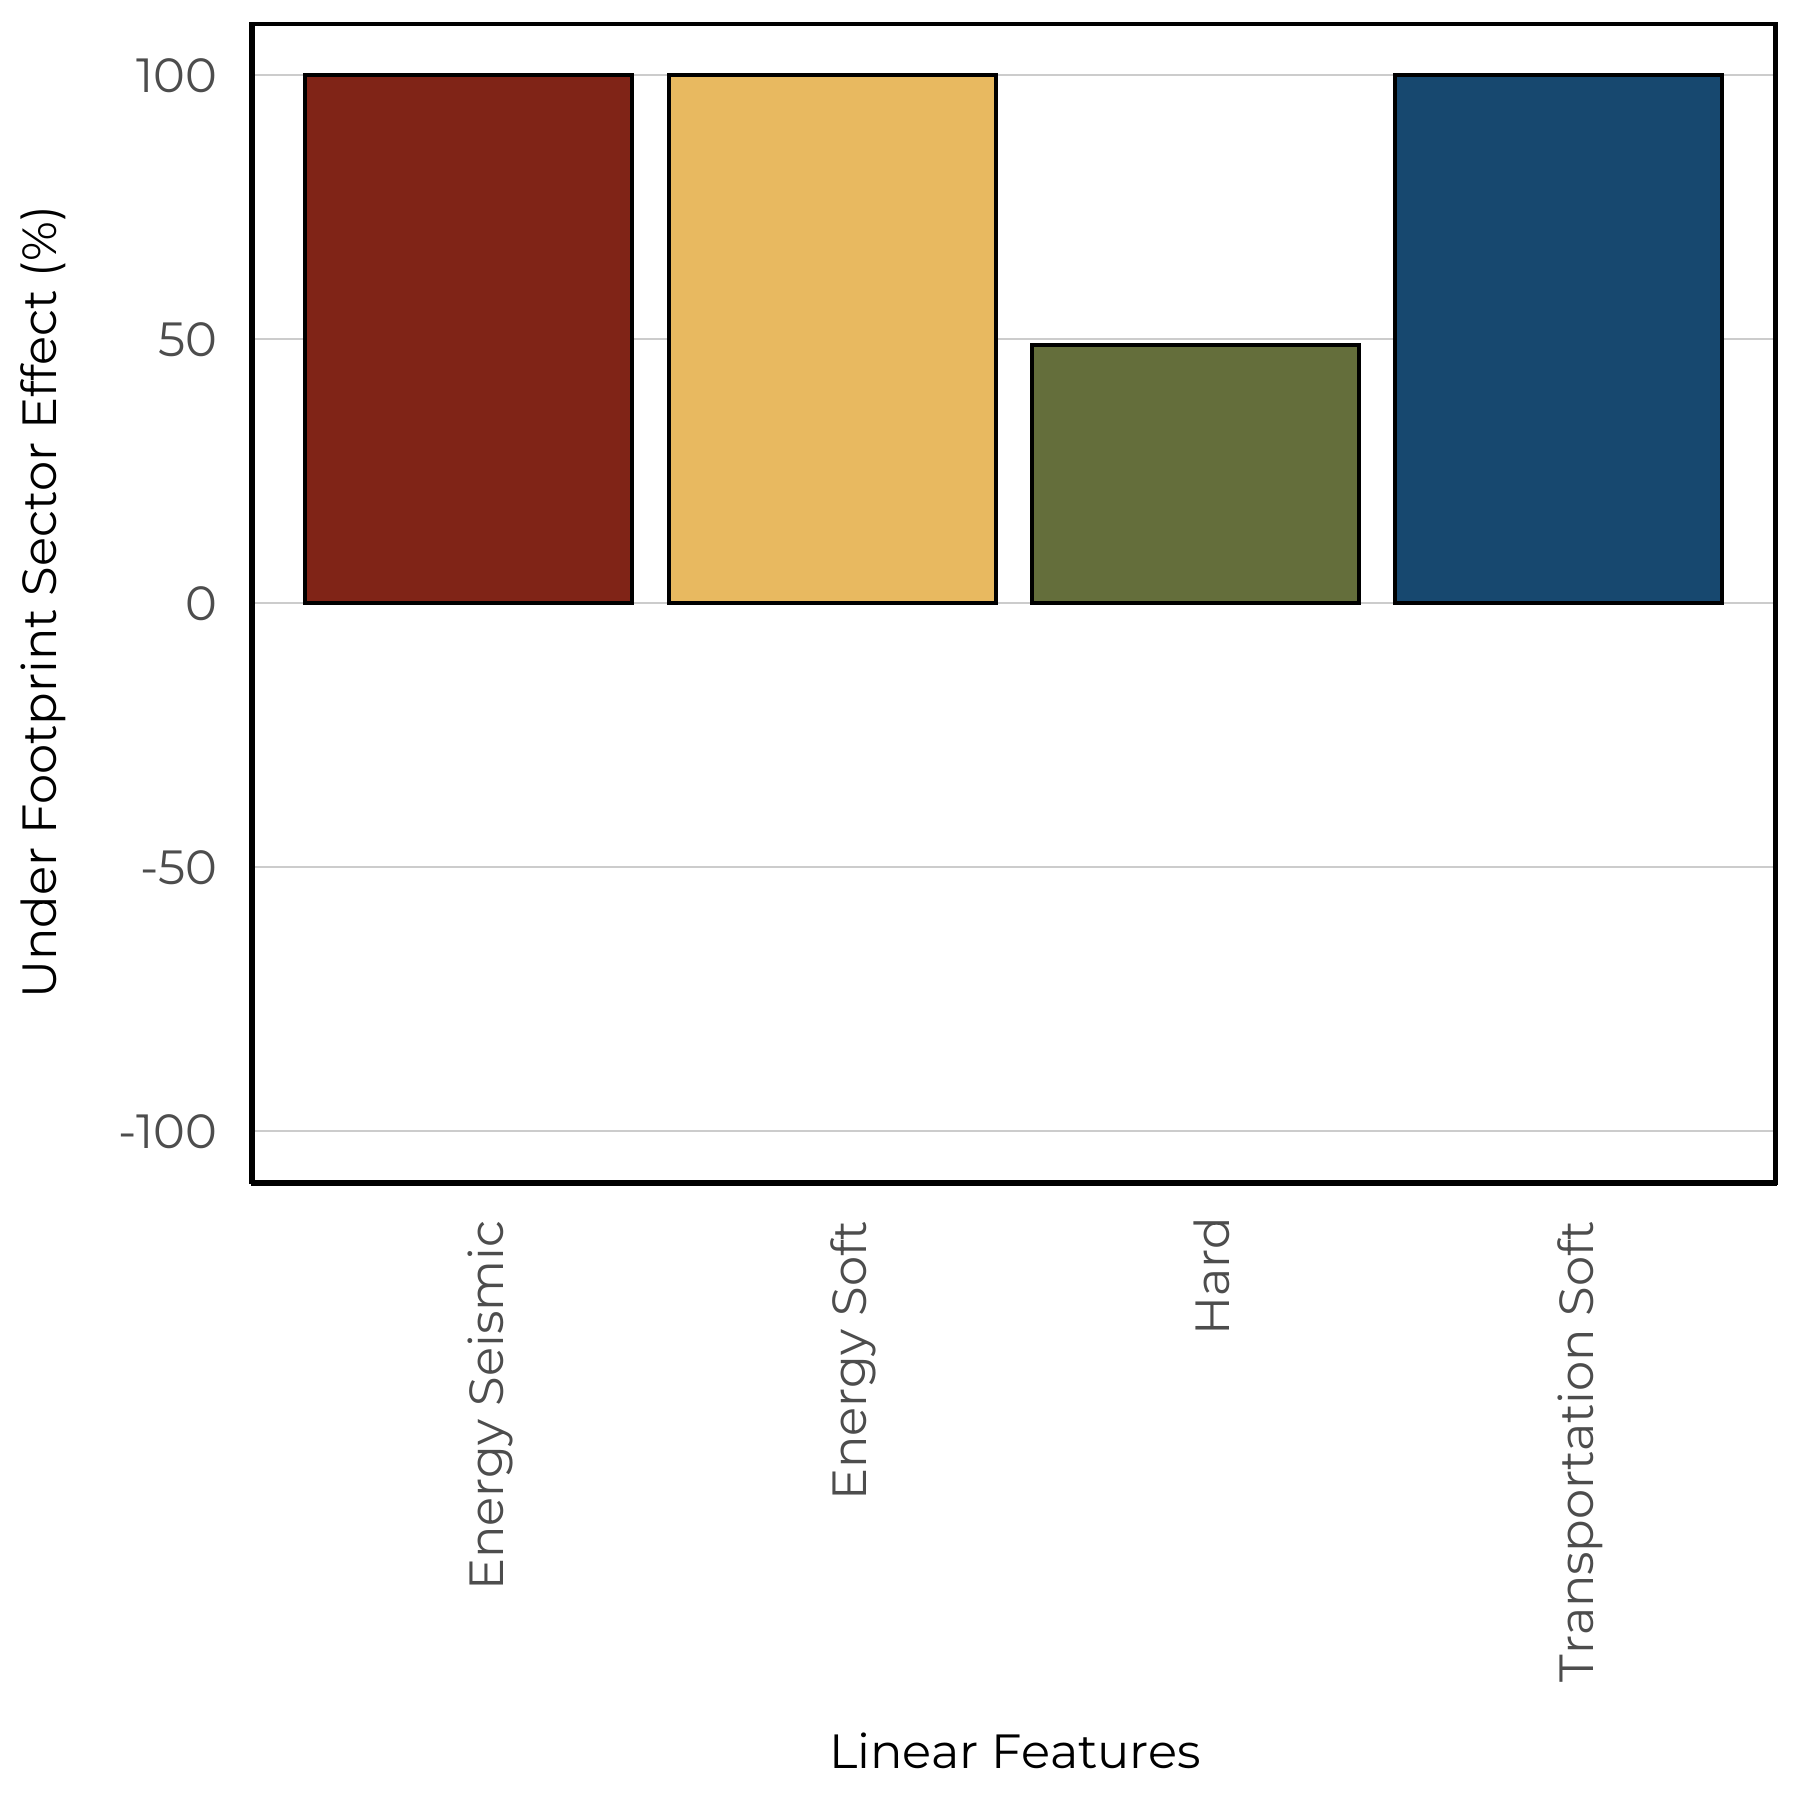 Under Footprint Sector Effect (%)
100
50
0
-50
-100
Energy Seismic
Energy Soft
Hard
Transportation Soft
Linear Features